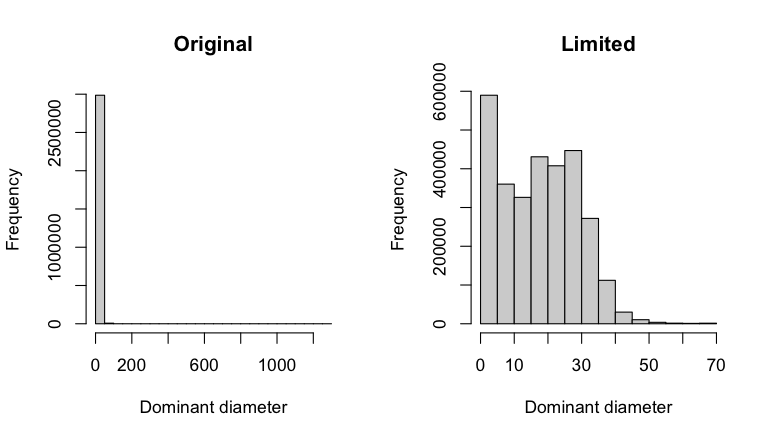 Original
Frequency
0
1000000
2500000
0 200 600 1000
Dominant diameter
Limited
Frequency
0
200000
400000
600000
0 10 30 50 70
Dominant diameter